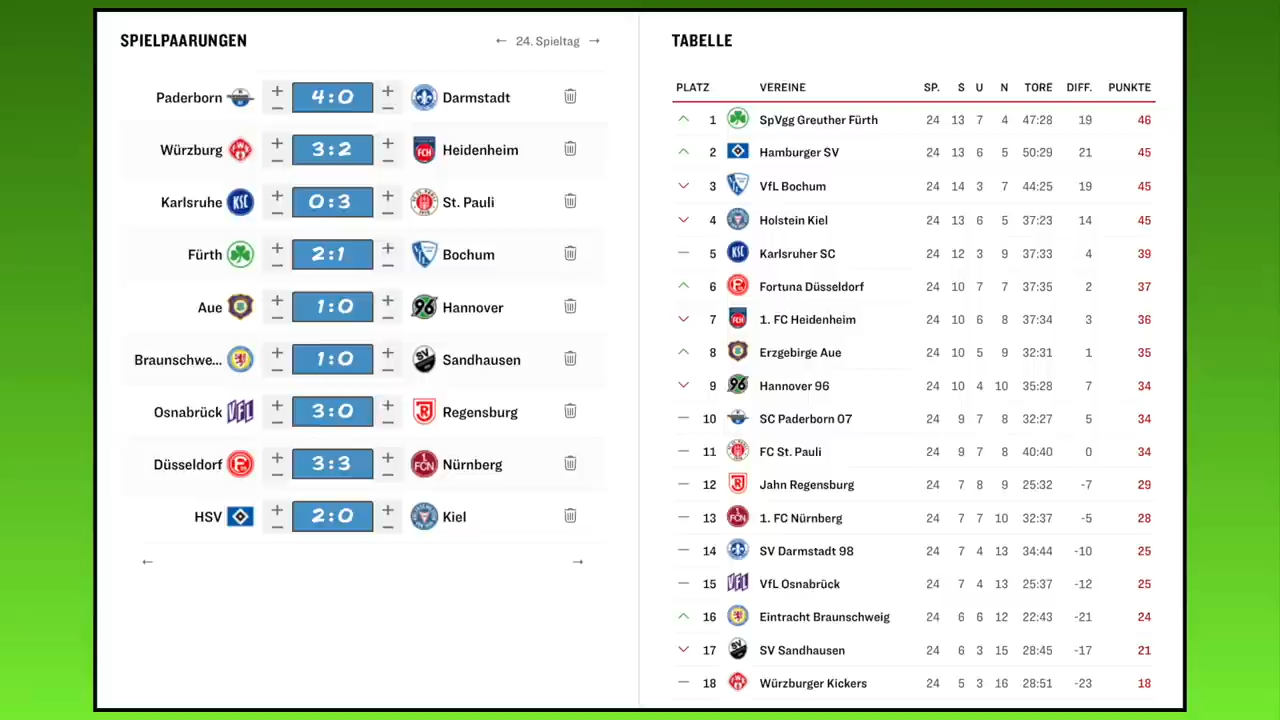 SPIELPAARUNGEN
← 24. Spieltag →
Paderborn + − 4:0 + − Darmstadt
Würzburg + − 3:2 + − Heidenheim
Karlsruhe + − 0:3 + − St. Pauli
Fürth + − 2:1 + − Bochum
Aue + − 1:0 + − Hannover
Braunschwe... + − 1:0 + − Sandhausen
Osnabrück + − 3:0 + − Regensburg
Düsseldorf + − 3:3 + − Nürnberg
HSV + − 2:0 + − Kiel
← →
TABELLE
PLATZ VEREINE SP. S U N TORE DIFF. PUNKTE
1 SpVgg Greuther Fürth 24 13 7 4 47:28 19 46
2 Hamburger SV 24 13 6 5 50:29 21 45
3 VfL Bochum 24 14 3 7 44:25 19 45
4 Holstein Kiel 24 13 6 5 37:23 14 45
5 Karlsruher SC 24 12 3 9 37:33 4 39
6 Fortuna Düsseldorf 24 10 7 7 37:35 2 37
7 1. FC Heidenheim 24 10 6 8 37:34 3 36
8 Erzgebirge Aue 24 10 5 9 32:31 1 35
9 Hannover 96 24 10 4 10 35:28 7 34
10 SC Paderborn 07 24 9 7 8 32:27 5 34
11 FC St. Pauli 24 9 7 8 40:40 0 34
12 Jahn Regensburg 24 7 8 9 25:32 -7 29
13 1. FC Nürnberg 24 7 7 10 32:37 -5 28
14 SV Darmstadt 98 24 7 4 13 34:44 -10 25
15 VfL Osnabrück 24 7 4 13 25:37 -12 25
16 Eintracht Braunschweig 24 6 6 12 22:43 -21 24
17 SV Sandhausen 24 6 3 15 28:45 -17 21
18 Würzburger Kickers 24 5 3 16 28:51 -23 18